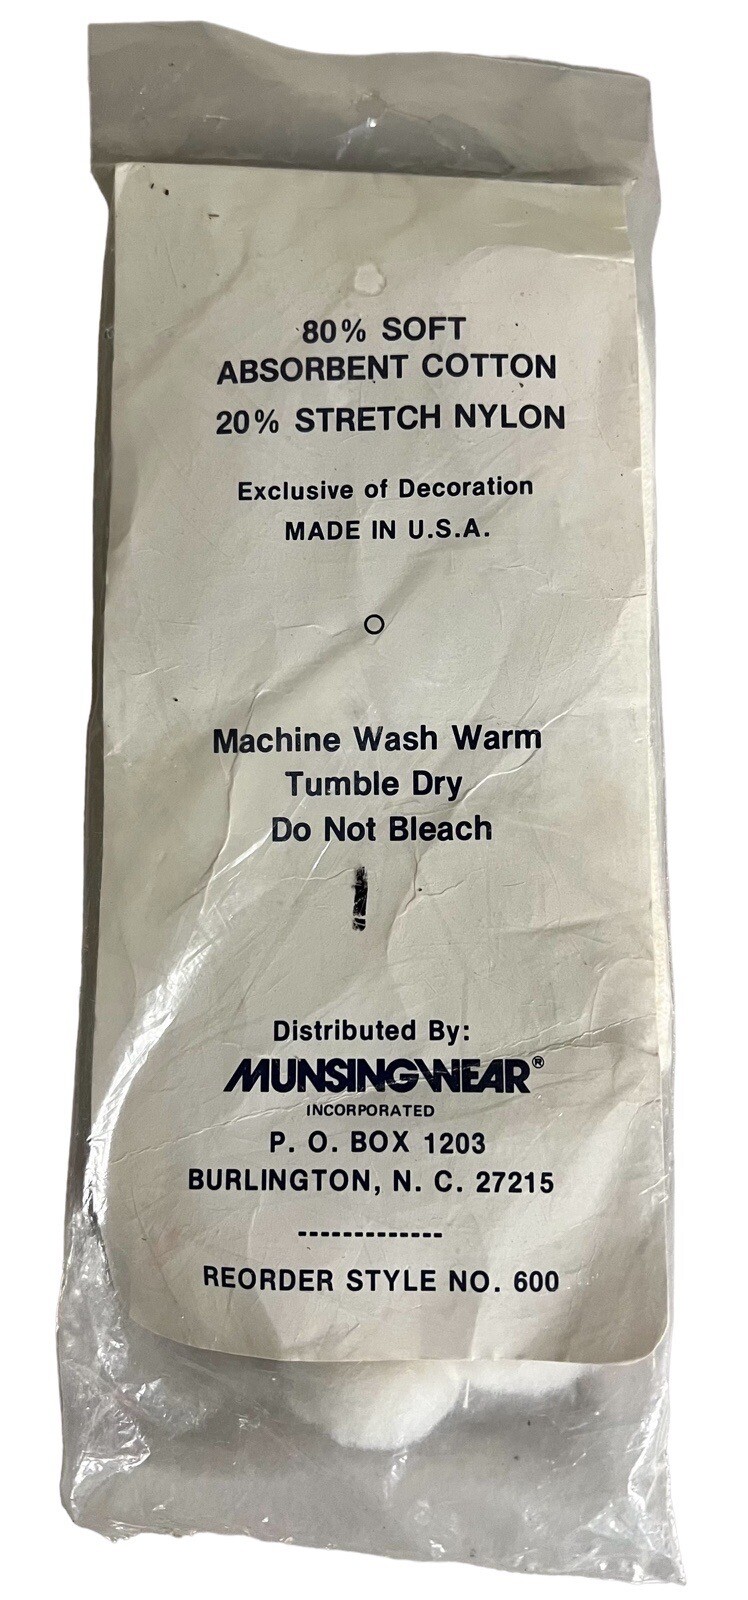 80% SOFT
ABSORBENT COTTON
20% STRETCH NYLON
Exclusive of Decoration
MADE IN U.S.A.
Machine Wash Warm
Tumble Dry
Do Not Bleach
Distributed By:
MUNSINGWEAR®
INCORPORATED
P. O. BOX 1203
BURLINGTON, N. C. 27215
-------------
REORDER STYLE NO. 600